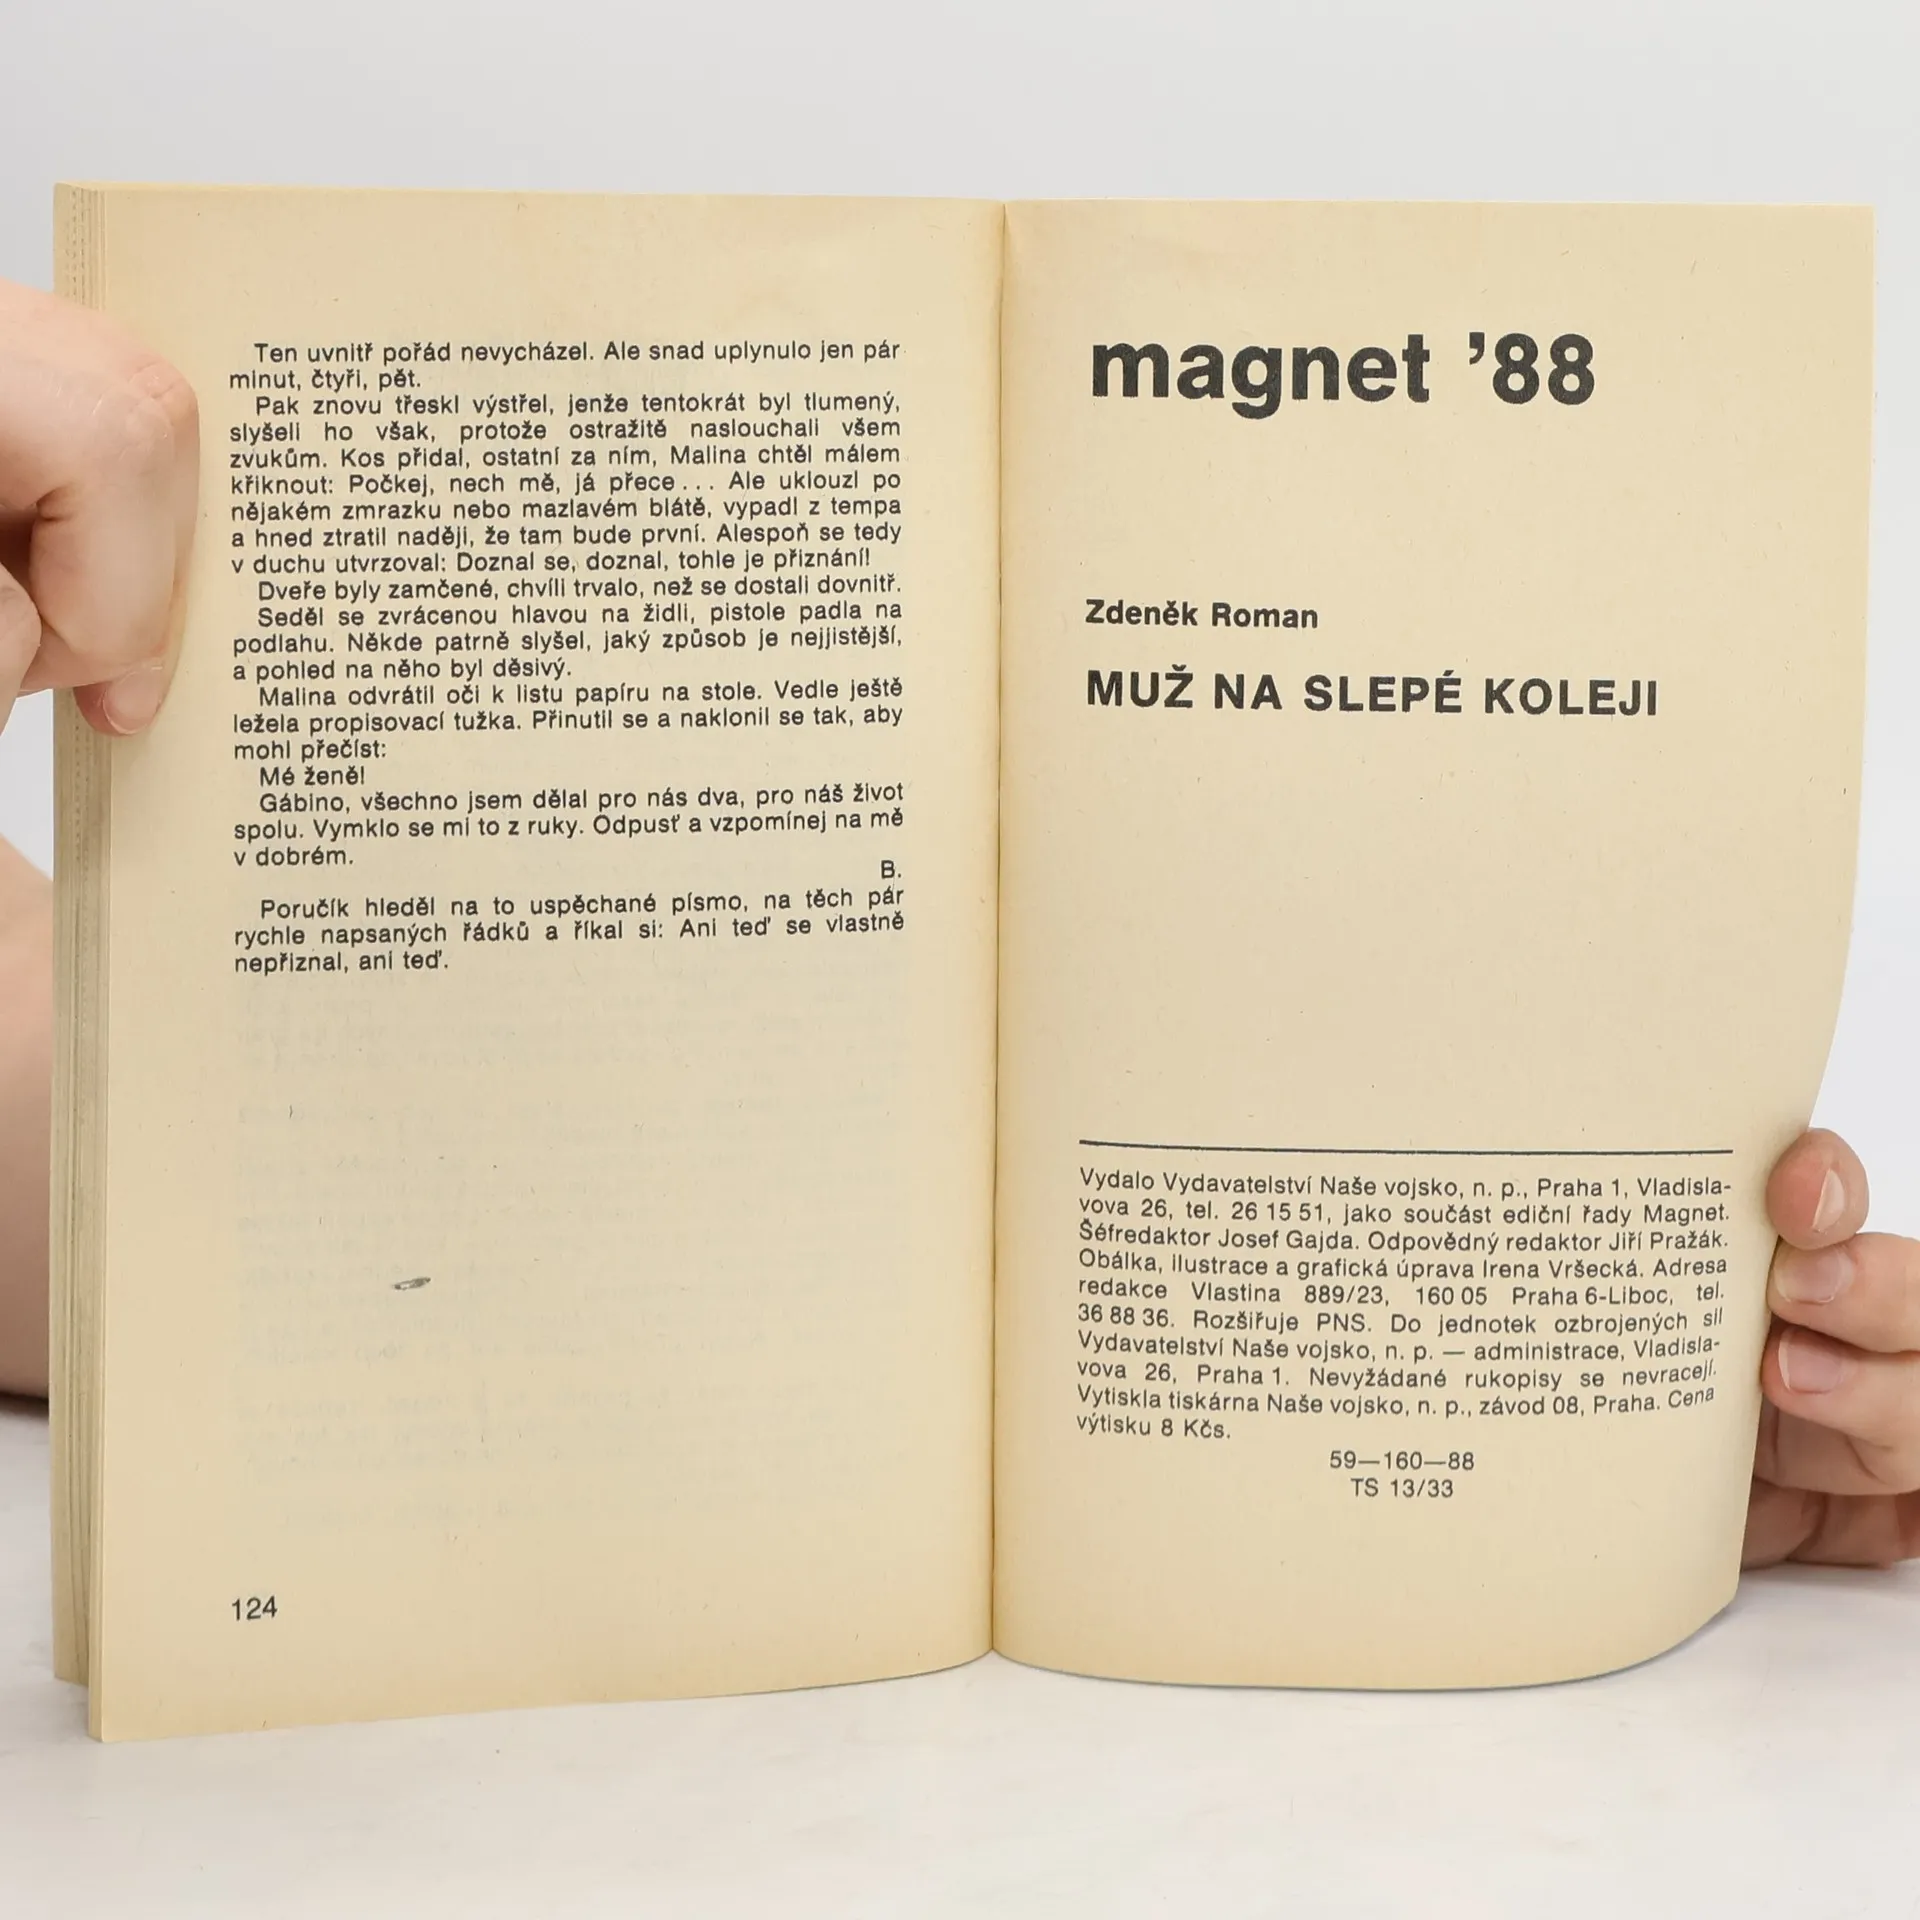 Ten uvnitř pořád nevycházel. Ale snad uplynulo jen pár
minut, čtyři, pět.
Pak znovu třeskl výstřel, jenže tentokrát byl tlumený,
slyšeli ho však, protože ostražitě naslouchali všem
zvukům. Kos přidal, ostatní za ním, Malina chtěl málem
křiknout: Počkej, nech mě, já přece... Ale uklouzl po
nějakém zmrazku nebo mazlavém blátě, vypadl z tempa
a hned ztratil naději, že tam bude první. Alespoň se tedy
v duchu utvrzoval: Doznal se, doznal, tohle je přiznání!
Dveře byly zamčené, chvíli trvalo, než se dostali dovnitř.
Seděl se zvrácenou hlavou na židli, pistole padla na
podlahu. Někde patrně slyšel, jaký způsob je nejjistější,
a pohled na něho byl děsivý.
Malina odvrátil oči k listu papíru na stole. Vedle ještě
ležela propisovací tužka. Přinutil se a naklonil se tak, aby
mohl přečíst:
Mé ženě!
Gábino, všechno jsem dělal pro nás dva, pro náš život
spolu. Vymklo se mi to z ruky. Odpusť a vzpomínej na mě
v dobrém.
B.
Poručík hleděl na to uspěchané písmo, na těch pár
rychle napsaných řádků a říkal si: Ani teď se vlastně
nepřiznal, ani teď.
124
magnet ’88
Zdeněk Roman
MUŽ NA SLEPÉ KOLEJI
Vydalo Vydavatelství Naše vojsko, n. p., Praha 1, Vladisla-
vova 26, tel. 26 15 51, jako součást ediční řady Magnet.
Šéfredaktor Josef Gajda. Odpovědný redaktor Jiří Pražák.
Obálka, ilustrace a grafická úprava Irena Vršecká. Adresa
redakce Vlastina 889/23, 160 05 Praha 6-Liboc, tel.
36 88 36. Rozšiřuje PNS. Do jednotek ozbrojených sil
Vydavatelství Naše vojsko, n. p. — administrace, Vladisla-
vova 26, Praha 1. Nevyžádané rukopisy se nevracejí.
Vytiskla tiskárna Naše vojsko, n. p., závod 08, Praha. Cena
výtisku 8 Kčs.
59—160—88
TS 13/33